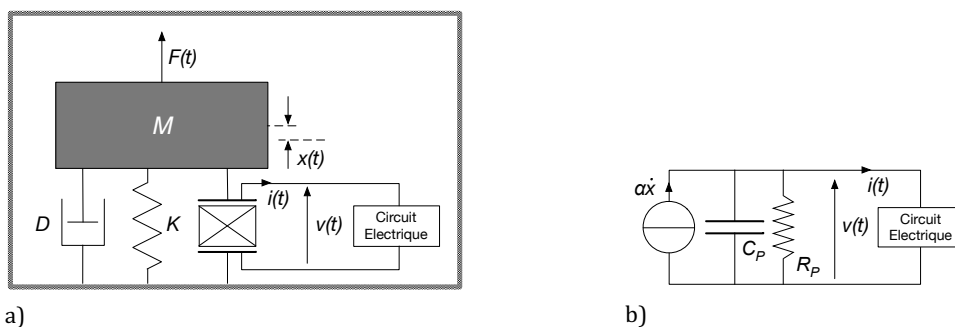 F(t)
M
x(t)
i(t)
D
K
v(t)
Circuit
Electrique
a)
αẋ
C_P
R_P
v(t)
i(t)
Circuit
Electrique
b)